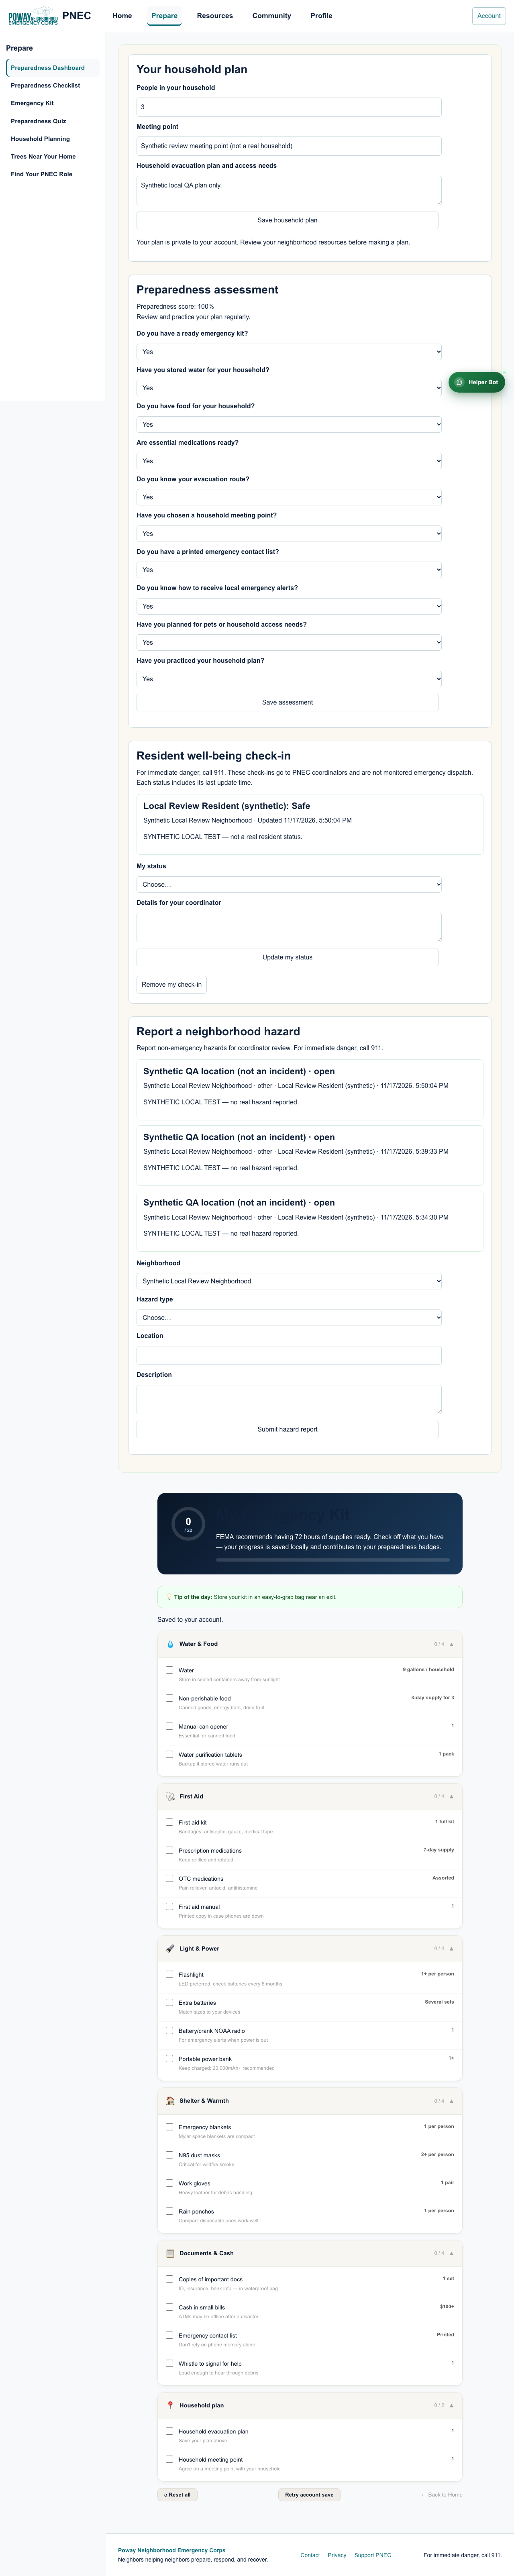 POWAY NEIGHBORHOOD
EMERGENCY CORPS
PNEC
Home
Prepare
Resources
Community
Profile
Account
Prepare
Preparedness Dashboard
Preparedness Checklist
Emergency Kit
Preparedness Quiz
Household Planning
Trees Near Your Home
Find Your PNEC Role
Your household plan
People in your household
3
Meeting point
Synthetic review meeting point (not a real household)
Household evacuation plan and access needs
Synthetic local QA plan only.
Save household plan
Your plan is private to your account. Review your neighborhood resources before making a plan.
Preparedness assessment
Preparedness score: 100%
Review and practice your plan regularly.
Do you have a ready emergency kit?
Yes
Have you stored water for your household?
Yes
Helper Bot
Do you have food for your household?
Yes
Are essential medications ready?
Yes
Do you know your evacuation route?
Yes
Have you chosen a household meeting point?
Yes
Do you have a printed emergency contact list?
Yes
Do you know how to receive local emergency alerts?
Yes
Have you planned for pets or household access needs?
Yes
Have you practiced your household plan?
Yes
Save assessment
Resident well-being check-in
For immediate danger, call 911. These check-ins go to PNEC coordinators and are not monitored emergency dispatch.
Each status includes its last update time.
Local Review Resident (synthetic): Safe
Synthetic Local Review Neighborhood · Updated 11/17/2026, 5:50:04 PM
SYNTHETIC LOCAL TEST — not a real resident status.
My status
Choose…
Details for your coordinator
Update my status
Remove my check-in
Report a neighborhood hazard
Report non-emergency hazards for coordinator review. For immediate danger, call 911.
Synthetic QA location (not an incident) · open
Synthetic Local Review Neighborhood · other · Local Review Resident (synthetic) · 11/17/2026, 5:50:04 PM
SYNTHETIC LOCAL TEST — no real hazard reported.
Synthetic QA location (not an incident) · open
Synthetic Local Review Neighborhood · other · Local Review Resident (synthetic) · 11/17/2026, 5:39:33 PM
SYNTHETIC LOCAL TEST — no real hazard reported.
Synthetic QA location (not an incident) · open
Synthetic Local Review Neighborhood · other · Local Review Resident (synthetic) · 11/17/2026, 5:34:30 PM
SYNTHETIC LOCAL TEST — no real hazard reported.
Neighborhood
Synthetic Local Review Neighborhood
Hazard type
Choose…
Location
Description
Submit hazard report
Kit
0
/ 22
FEMA recommends having 72 hours of supplies ready. Check off what you have
— your progress is saved locally and contributes to your preparedness badges.
Tip of the day: Store your kit in an easy-to-grab bag near an exit.
Saved to your account.
Water & Food 0 / 4 ▲
Water 9 gallons / household
Store in sealed containers away from sunlight
Non-perishable food 3-day supply for 3
Canned goods, energy bars, dried fruit
Manual can opener 1
Essential for canned food
Water purification tablets 1 pack
Backup if stored water runs out
First Aid 0 / 4 ▲
First aid kit 1 full kit
Bandages, antiseptic, gauze, medical tape
Prescription medications 7-day supply
Keep refilled and rotated
OTC medications Assorted
Pain reliever, antacid, antihistamine
First aid manual 1
Printed copy in case phones are down
Light & Power 0 / 4 ▲
Flashlight 1+ per person
LED preferred, check batteries every 6 months
Extra batteries Several sets
Match sizes to your devices
Battery/crank NOAA radio 1
For emergency alerts when power is out
Portable power bank 1+
Keep charged; 20,000mAh+ recommended
Shelter & Warmth 0 / 4 ▲
Emergency blankets 1 per person
Mylar space blankets are compact
N95 dust masks 2+ per person
Critical for wildfire smoke
Work gloves 1 pair
Heavy leather for debris handling
Rain ponchos 1 per person
Compact disposable ones work well
Documents & Cash 0 / 4 ▲
Copies of important docs 1 set
ID, insurance, bank info — in waterproof bag
Cash in small bills $100+
ATMs may be offline after a disaster
Emergency contact list Printed
Don't rely on phone memory alone
Whistle to signal for help 1
Loud enough to hear through debris
Household plan 0 / 2 ▲
Household evacuation plan 1
Save your plan above
Household meeting point 1
Agree on a meeting point with your household
↺ Reset all
Retry account save
← Back to Home
Poway Neighborhood Emergency Corps
Neighbors helping neighbors prepare, respond, and recover.
Contact
Privacy
Support PNEC
For immediate danger, call 911.